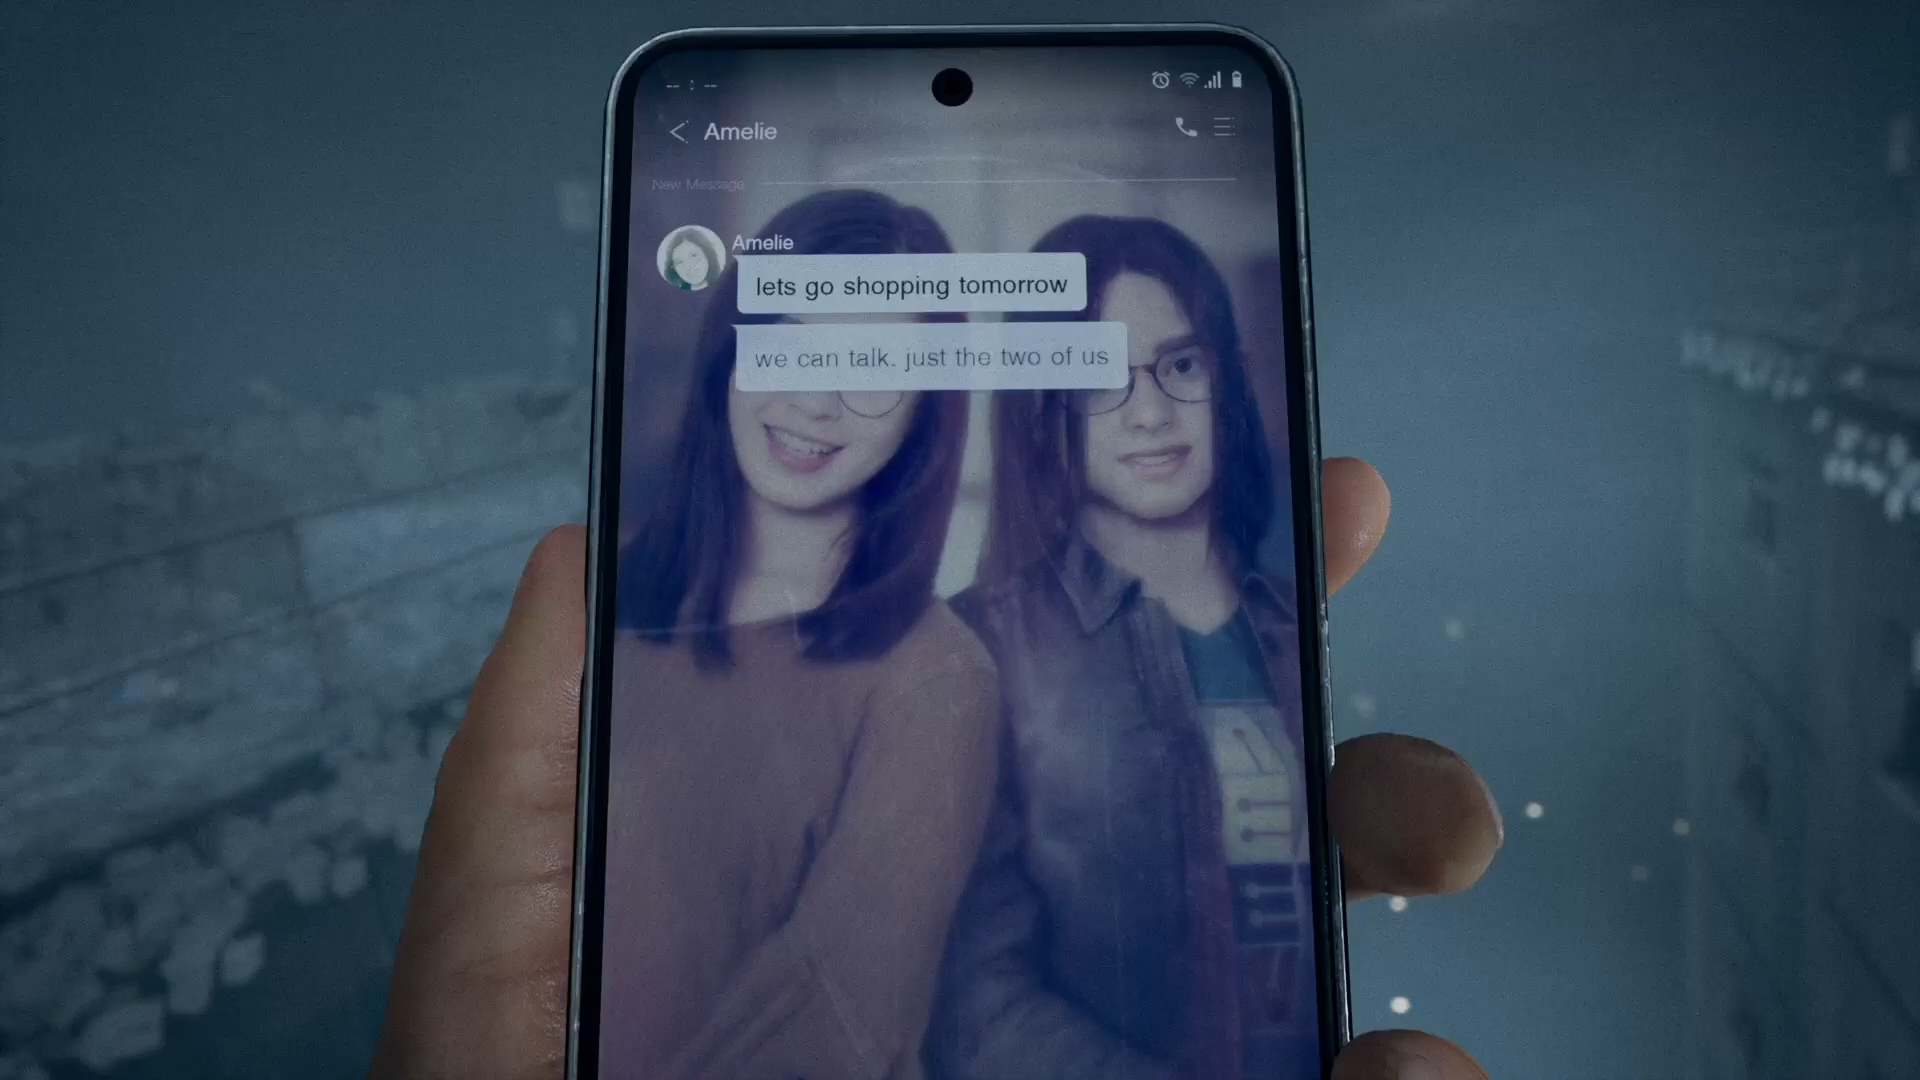 -- : --
Amelie
New Message
Amelie
lets go shopping tomorrow
we can talk. just the two of us